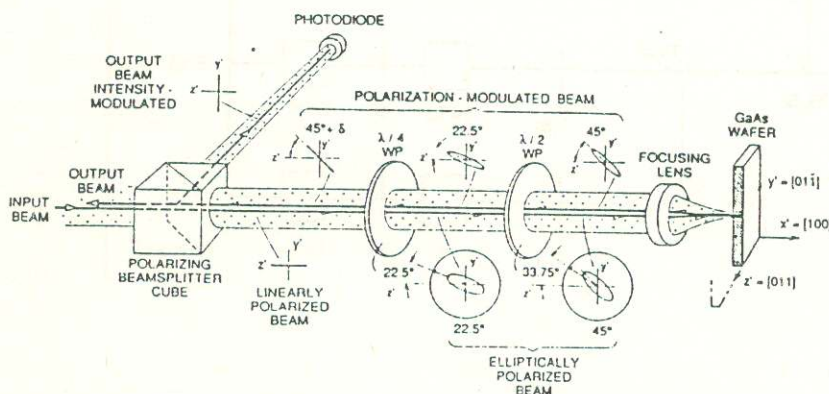 PHOTODIODE
OUTPUT
BEAM
INTENSITY-
MODULATED
y'
z'
POLARIZATION - MODULATED BEAM
45° + δ
y'
z'
λ / 4
WP
22.5°
y'
z'
λ / 2
WP
45°
y'
z'
FOCUSING
LENS
GaAs
WAFER
y' = [011̄]
x' = [100]
z' = [011]
OUTPUT
BEAM
INPUT
BEAM
POLARIZING
BEAMSPLITTER
CUBE
y'
z'
LINEARLY
POLARIZED
BEAM
22.5°
z'
y'
22.5°
33.75°
z'
y'
45°
ELLIPTICALLY
POLARIZED
BEAM